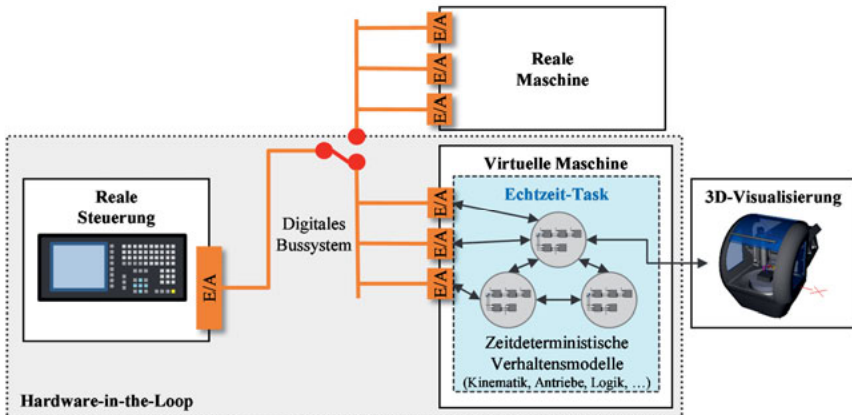 E/A
E/A
E/A
Reale
Maschine
Reale
Steuerung
E/A
Digitales
Bussystem
Virtuelle Maschine
Echtzeit-Task
E/A
E/A
E/A
Zeitdeterministische
Verhaltensmodelle
(Kinematik, Antriebe, Logik, ...)
3D-Visualisierung
Hardware-in-the-Loop